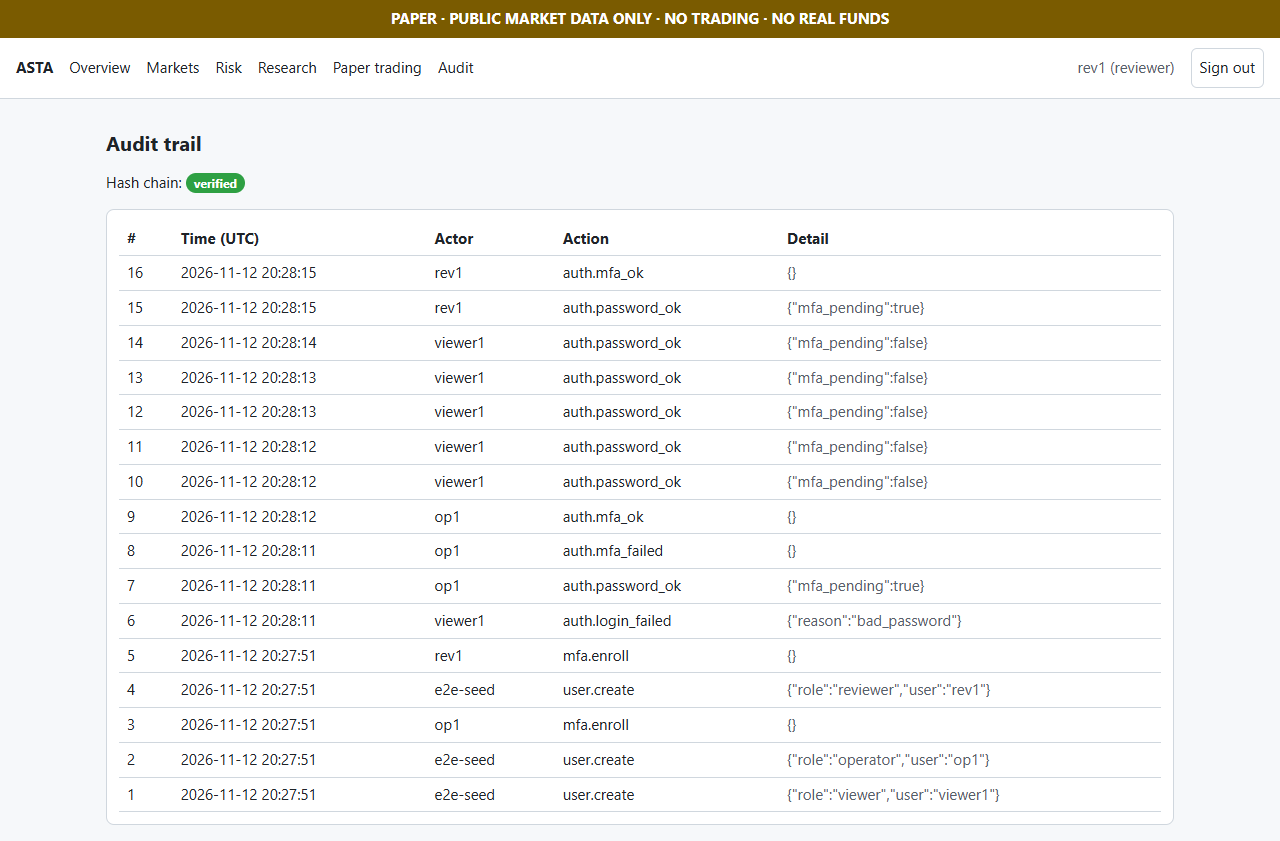 PAPER · PUBLIC MARKET DATA ONLY · NO TRADING · NO REAL FUNDS
ASTA Overview Markets Risk Research Paper trading Audit rev1 (reviewer) Sign out
Audit trail
Hash chain: verified
# Time (UTC) Actor Action Detail
16 2026-11-12 20:28:15 rev1 auth.mfa_ok {}
15 2026-11-12 20:28:15 rev1 auth.password_ok {"mfa_pending":true}
14 2026-11-12 20:28:14 viewer1 auth.password_ok {"mfa_pending":false}
13 2026-11-12 20:28:13 viewer1 auth.password_ok {"mfa_pending":false}
12 2026-11-12 20:28:13 viewer1 auth.password_ok {"mfa_pending":false}
11 2026-11-12 20:28:12 viewer1 auth.password_ok {"mfa_pending":false}
10 2026-11-12 20:28:12 viewer1 auth.password_ok {"mfa_pending":false}
9 2026-11-12 20:28:12 op1 auth.mfa_ok {}
8 2026-11-12 20:28:11 op1 auth.mfa_failed {}
7 2026-11-12 20:28:11 op1 auth.password_ok {"mfa_pending":true}
6 2026-11-12 20:28:11 viewer1 auth.login_failed {"reason":"bad_password"}
5 2026-11-12 20:27:51 rev1 mfa.enroll {}
4 2026-11-12 20:27:51 e2e-seed user.create {"role":"reviewer","user":"rev1"}
3 2026-11-12 20:27:51 op1 mfa.enroll {}
2 2026-11-12 20:27:51 e2e-seed user.create {"role":"operator","user":"op1"}
1 2026-11-12 20:27:51 e2e-seed user.create {"role":"viewer","user":"viewer1"}